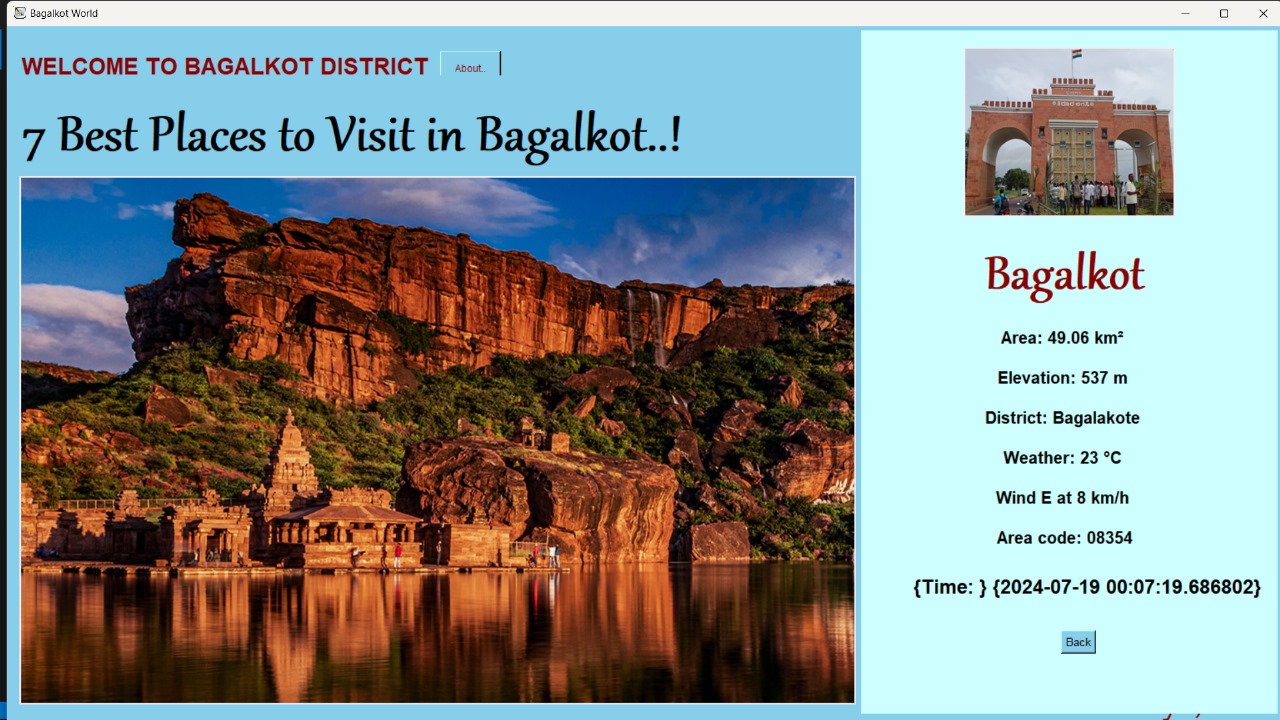 Bagalkot World
WELCOME TO BAGALKOT DISTRICT
About..
7 Best Places to Visit in Bagalkot..!
Bagalkot
Area: 49.06 km²
Elevation: 537 m
District: Bagalakote
Weather: 23 °C
Wind E at 8 km/h
Area code: 08354
{Time: } {2024-07-19 00:07:19.686802}
Back